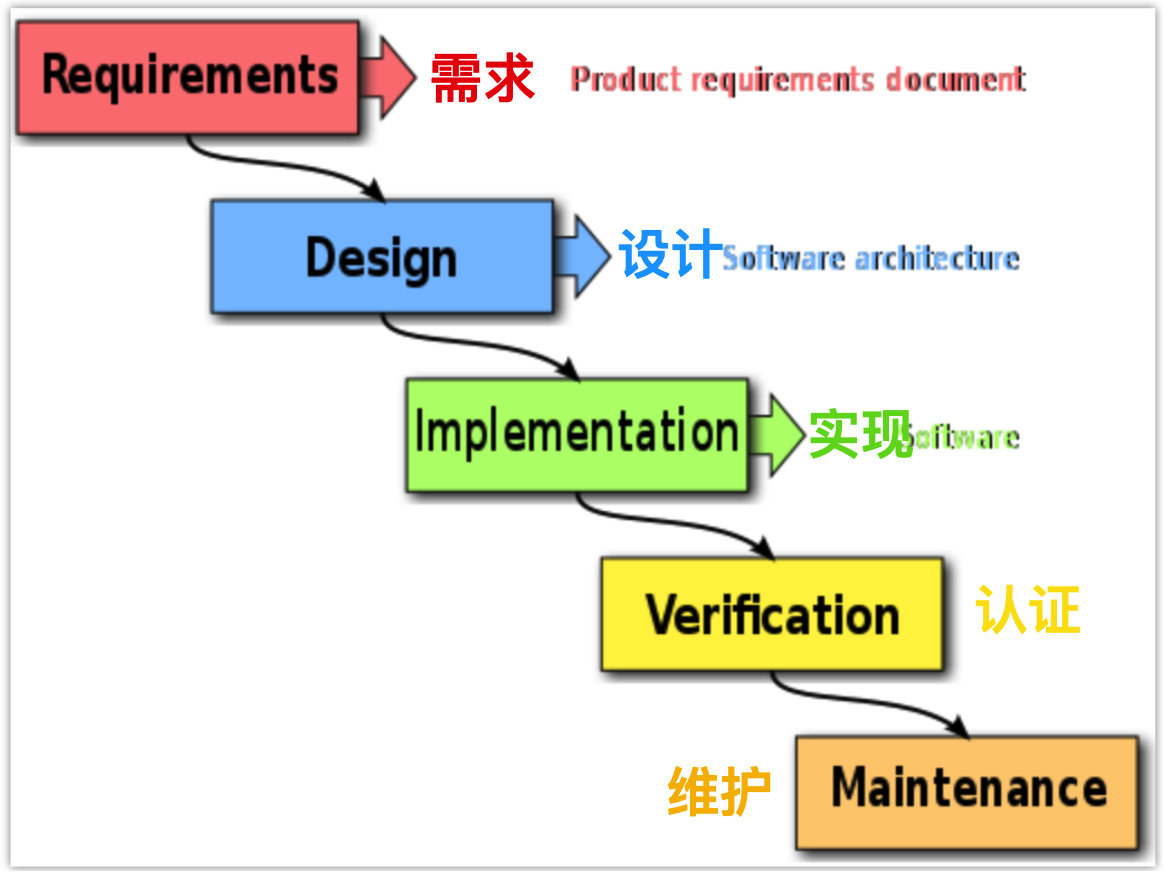 Requirements 需求 Product requirements document
Design 设计 Software architecture
Implementation 实现 Software
Verification 认证
维护 Maintenance